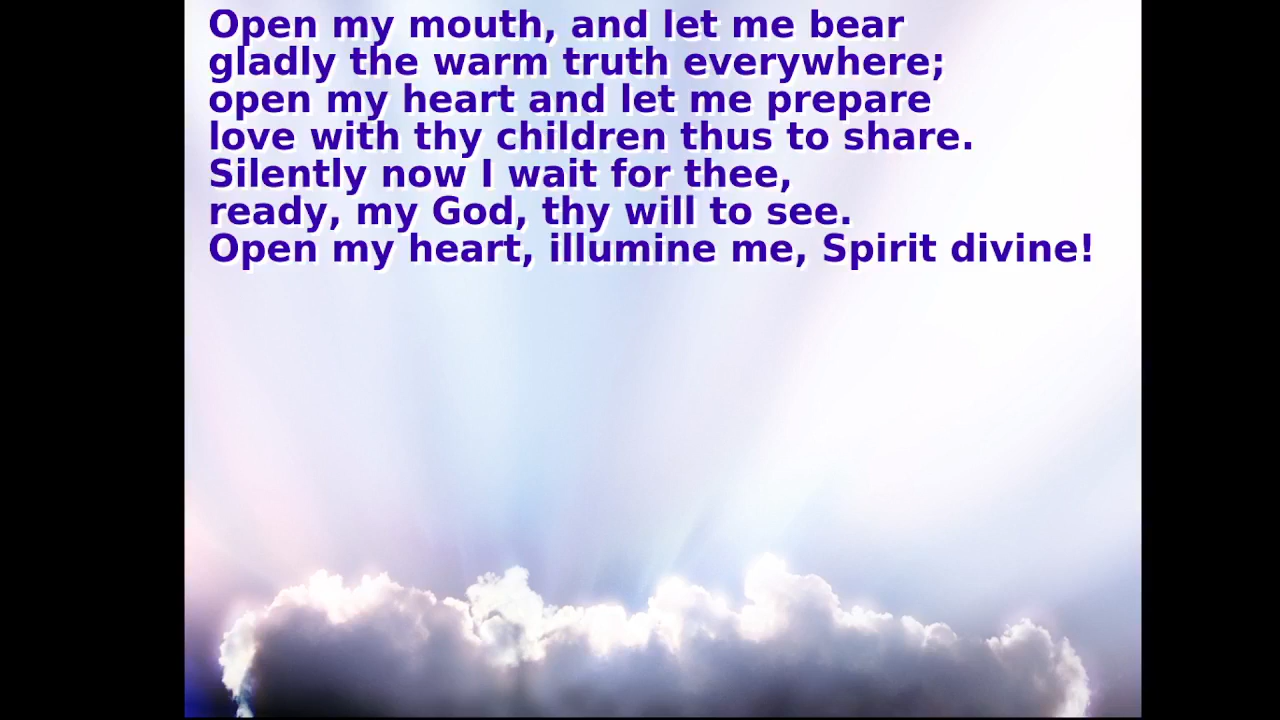 Open my mouth, and let me bear
gladly the warm truth everywhere;
open my heart and let me prepare
love with thy children thus to share.
Silently now I wait for thee,
ready, my God, thy will to see.
Open my heart, illumine me, Spirit divine!